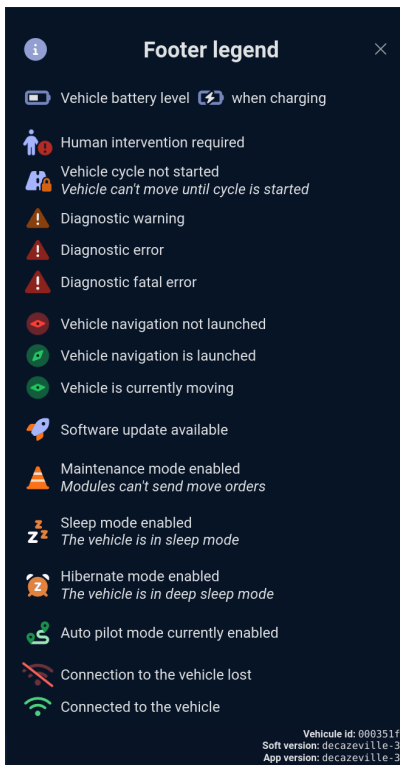 Footer legend
Vehicle battery level when charging
Human intervention required
Vehicle cycle not started
Vehicle can't move until cycle is started
Diagnostic warning
Diagnostic error
Diagnostic fatal error
Vehicle navigation not launched
Vehicle navigation is launched
Vehicle is currently moving
Software update available
Maintenance mode enabled
Modules can't send move orders
Sleep mode enabled
The vehicle is in sleep mode
Hibernate mode enabled
The vehicle is in deep sleep mode
Auto pilot mode currently enabled
Connection to the vehicle lost
Connected to the vehicle
Vehicule id: 000351f
Soft version: decazeville-3
App version: decazeville-3